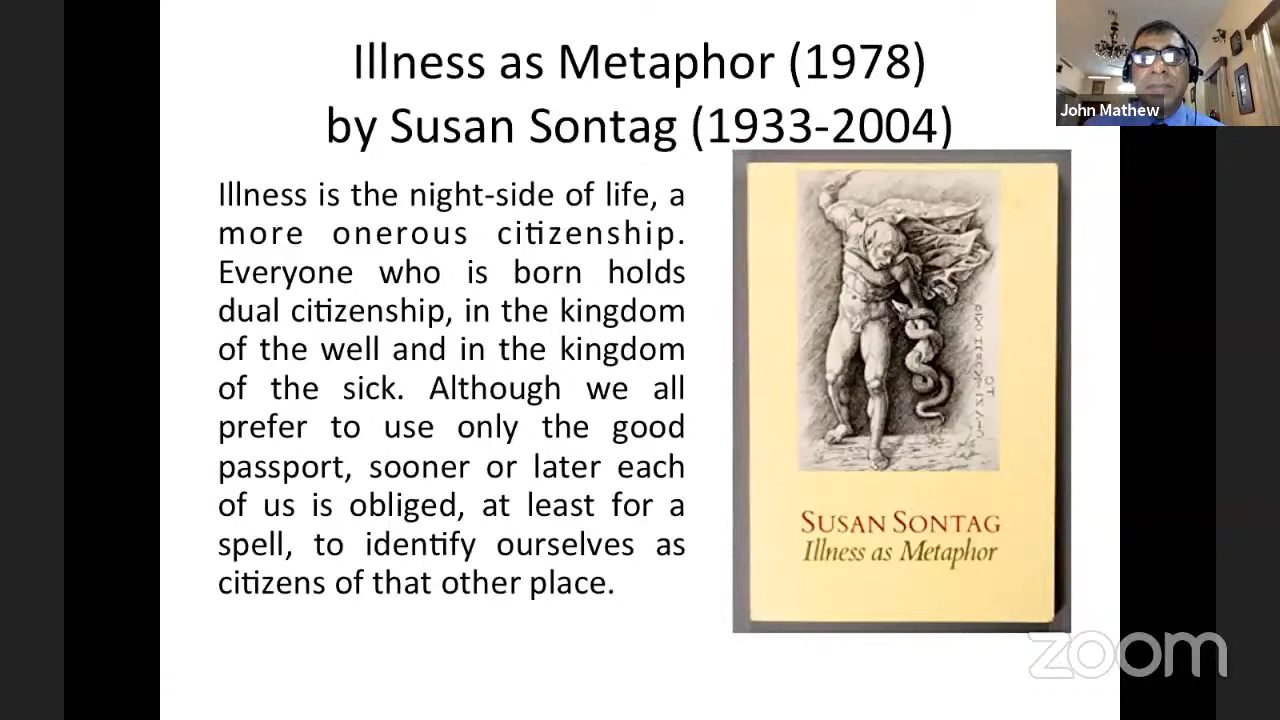 Illness as Metaphor (1978)
by Susan Sontag (1933-2004)
John Mathew
Illness is the night-side of life, a
more onerous citizenship.
Everyone who is born holds
dual citizenship, in the kingdom
of the well and in the kingdom
of the sick. Although we all
prefer to use only the good
passport, sooner or later each
of us is obliged, at least for a
spell, to identify ourselves as
citizens of that other place.
SUSAN SONTAG
Illness as Metaphor
zoom